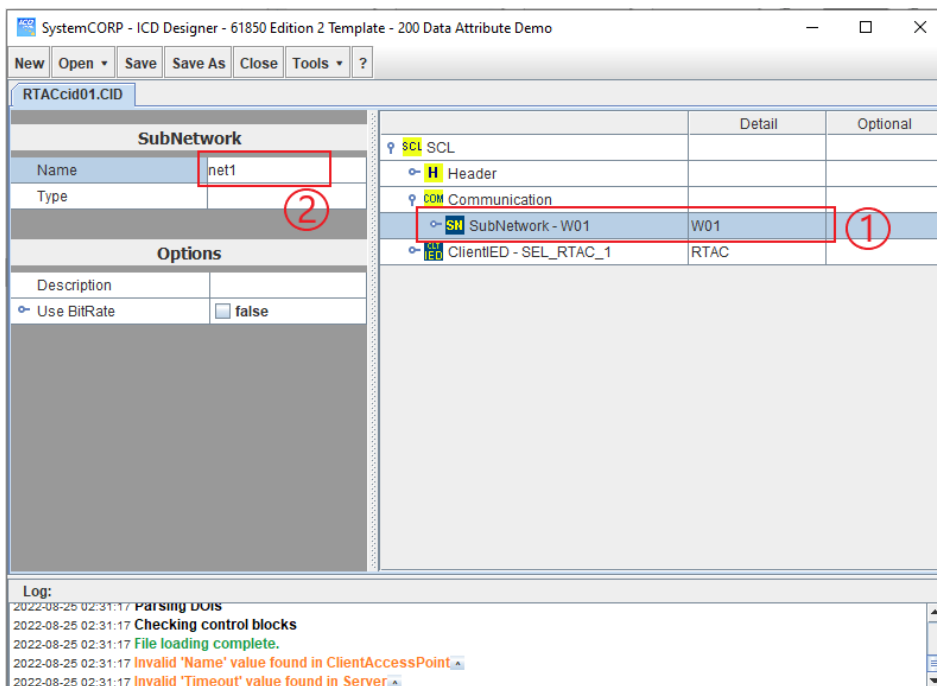 SystemCORP - ICD Designer - 61850 Edition 2 Template - 200 Data Attribute Demo
New Open Save Save As Close Tools ?
RTACcid01.CID
SubNetwork
Name net1
Type
②
Options
Description
Use BitRate false
Detail Optional
SCL SCL
H Header
COM Communication
SN SubNetwork - W01 W01
①
CLT IED ClientIED - SEL_RTAC_1 RTAC
Log:
2022-08-25 02:31:17 Parsing DOIs
2022-08-25 02:31:17 Checking control blocks
2022-08-25 02:31:17 File loading complete.
2022-08-25 02:31:17 Invalid 'Name' value found in ClientAccessPoint
2022-08-25 02:31:17 Invalid 'Timeout' value found in Server